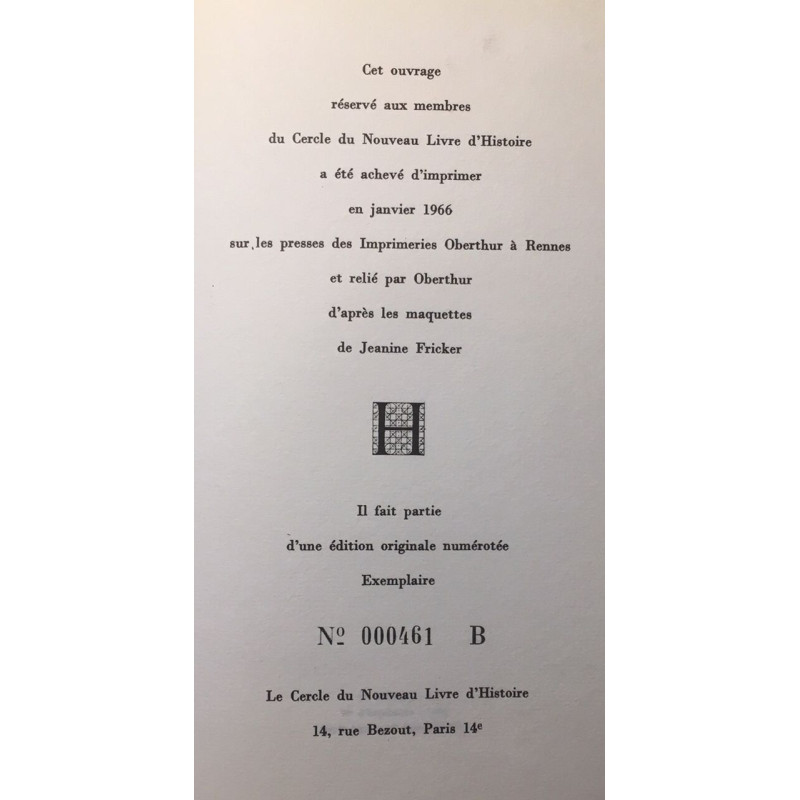 Cet ouvrage
réservé aux membres
du Cercle du Nouveau Livre d'Histoire
a été achevé d'imprimer
en janvier 1966
sur les presses des Imprimeries Oberthur à Rennes
et relié par Oberthur
d'après les maquettes
de Jeanine Fricker
H
Il fait partie
d'une édition originale numérotée
Exemplaire
Nº 000461 B
Le Cercle du Nouveau Livre d'Histoire
14, rue Bezout, Paris 14ᵉ